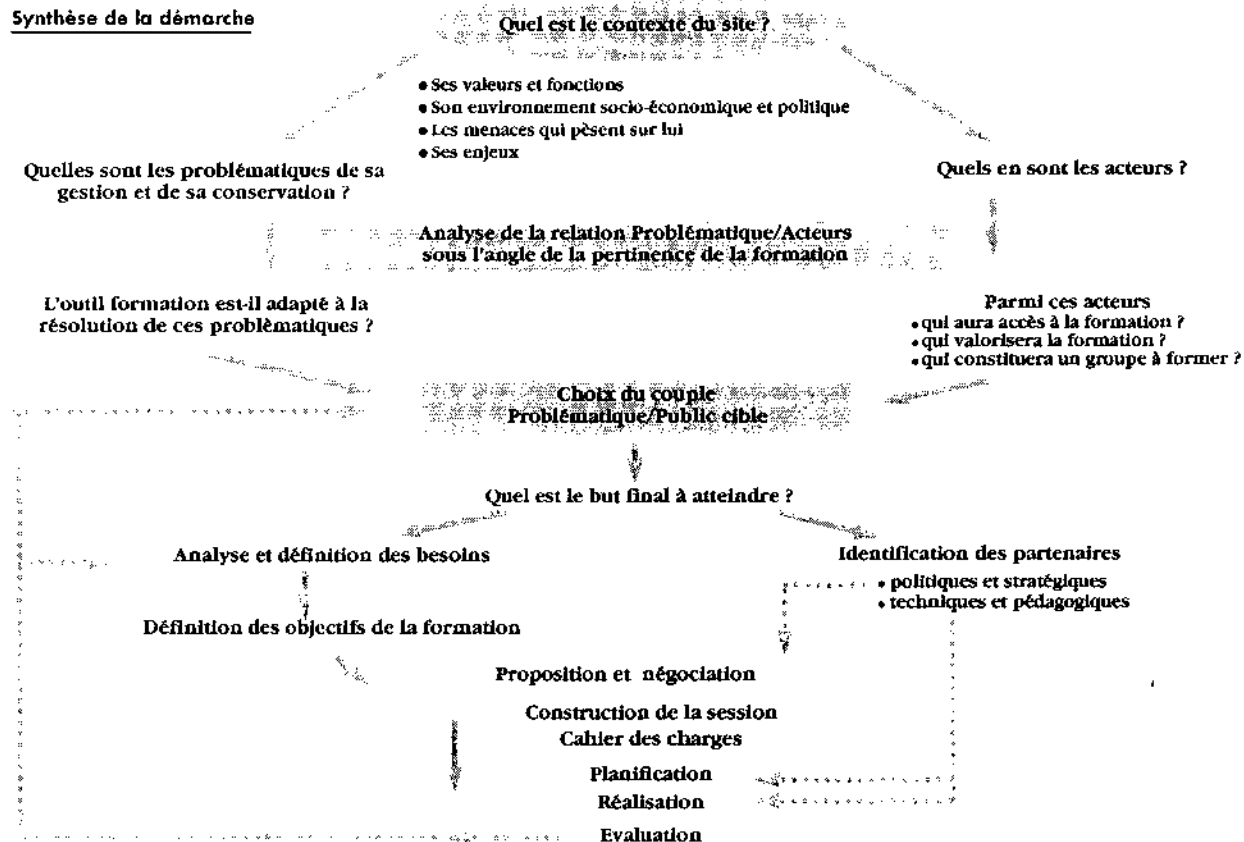 Synthèse de la démarche
Quel est le contexte du site ?
• Ses valeurs et fonctions
• Son environnement socio-économique et politique
• Les menaces qui pèsent sur lui
• Ses enjeux
Quelles sont les problématiques de sa
gestion et de sa conservation ?
Quels en sont les acteurs ?
Analyse de la relation Problématique/Acteurs
sous l'angle de la pertinence de la formation
L'outil formation est-il adapté à la
résolution de ces problèmatiques ?
Parmi ces acteurs
• qui aura accès à la formation ?
• qui valorisera la formation ?
• qui constituera un groupe à former ?
Choix du couple
Problématique/Public cible
Quel est le but final à atteindre ?
Analyse et définition des besoins
Identification des partenaires
• politiques et stratégiques
• techniques et pédagogiques
Définition des objectifs de la formation
Proposition et négociation
Construction de la session
Cahier des charges
Planification
Réalisation
Evaluation